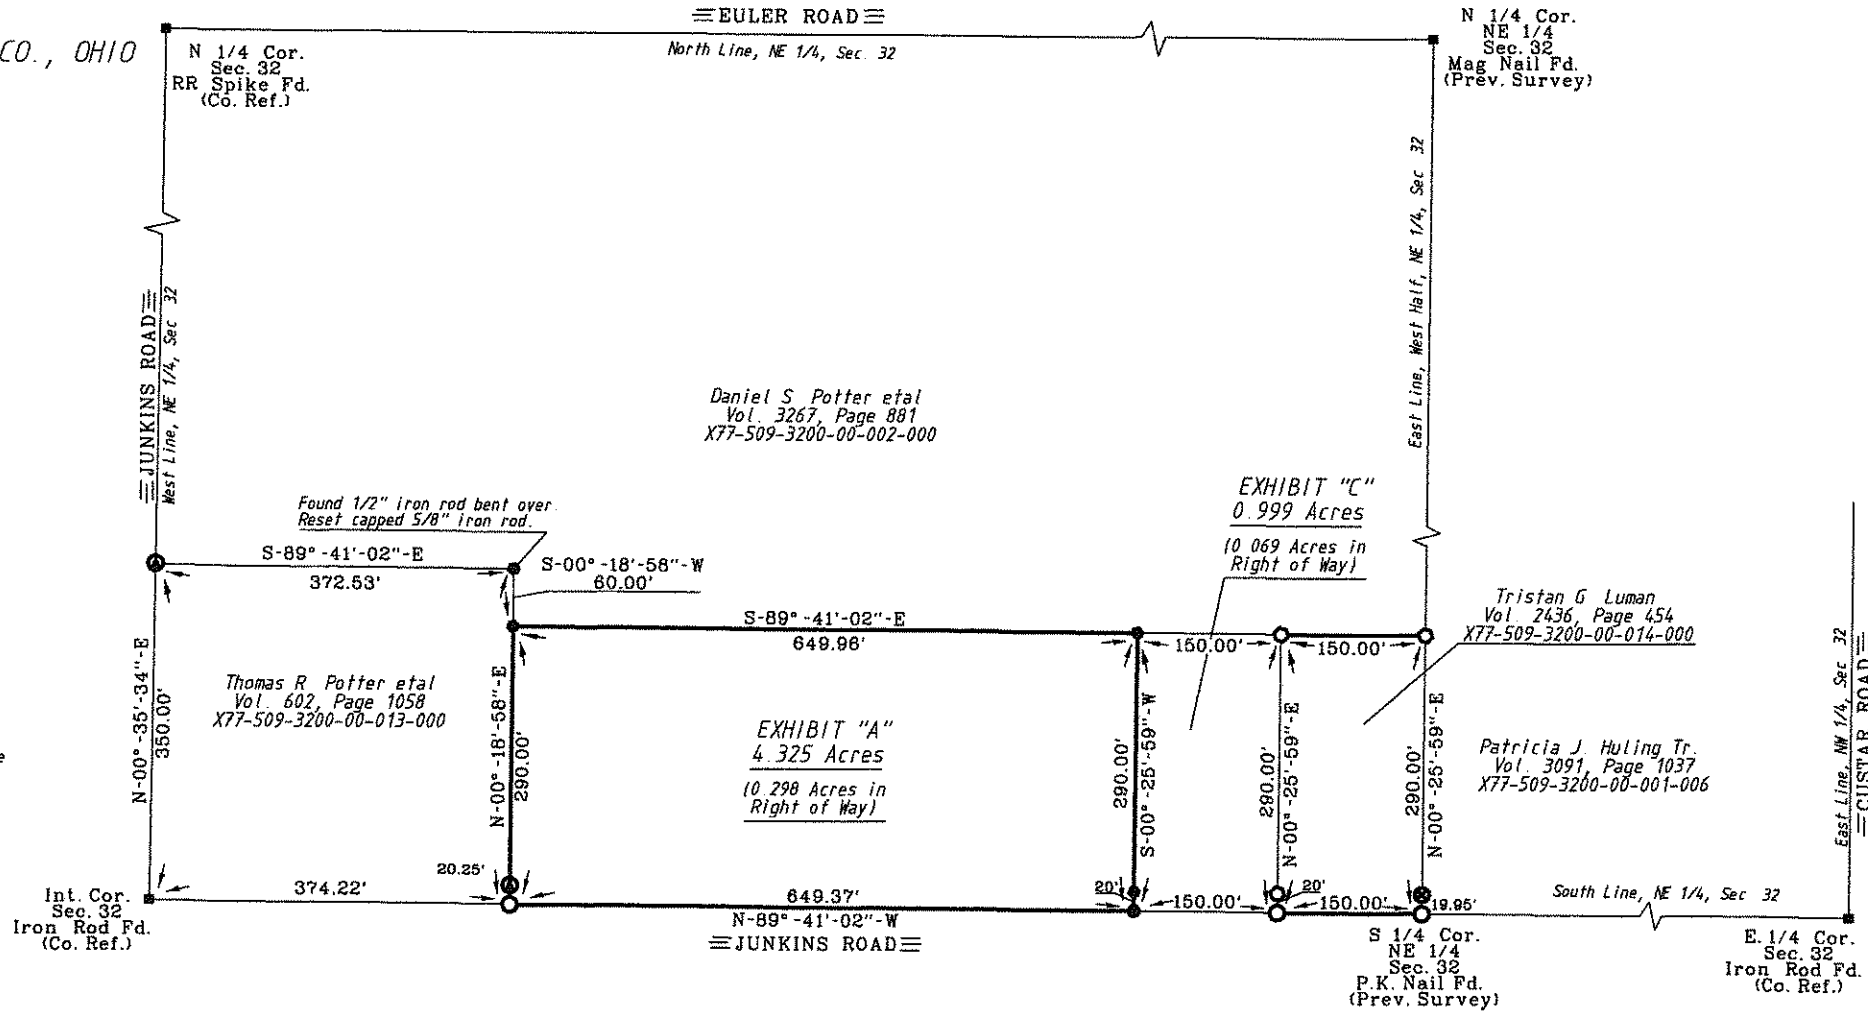 CO., OHIO
EULER ROAD
North Line, NE 1/4, Sec. 32
N 1/4 Cor.
Sec. 32
RR Spike Fd.
(Co. Ref.)
N 1/4 Cor.
NE 1/4
Sec. 32
Mag Nail Fd.
(Prev. Survey)
JUNKINS ROAD
West Line, NE 1/4, Sec 32
East Line, West Half, NE 1/4, Sec 32
Daniel S Potter etal
Vol. 3267, Page 881
X77-509-3200-00-002-000
Found 1/2" iron rod bent over.
Reset capped 5/8" iron rod.
S-89°-41'-02"-E
372.53'
S-00°-18'-58"-W
60.00'
EXHIBIT "C"
0.999 Acres
(0 069 Acres in
Right of Way)
Tristan G Luman
Vol. 2436, Page 454
X77-509-3200-00-014-000
S-89°-41'-02"-E
649.96'
150.00'
150.00'
N-00°-35'-34"-E
350.00'
Thomas R Potter etal
Vol. 602, Page 1058
X77-509-3200-00-013-000
N-00°-18'-58"-E
290.00'
EXHIBIT "A"
4.325 Acres
(0.298 Acres in
Right of Way)
290.00'
S-00°-25'-59"-W
290.00'
N-00°-25'-59"-E
290.00'
N-00°-25'-59"-E
Patricia J. Huling Tr.
Vol. 3091, Page 1037
X77-509-3200-00-001-006
East Line, NW 1/4, Sec 32
CUSTAR ROAD
e
20.25'
374.22'
649.37'
N-89°-41'-02"-W
JUNKINS ROAD
20'
150.00'
20'
150.00'
19.95'
South Line, NE 1/4, Sec 32
Int. Cor.
Sec. 32
Iron Rod Fd.
(Co. Ref.)
S 1/4 Cor.
NE 1/4
Sec. 32
P.K. Nail Fd.
(Prev. Survey)
E. 1/4 Cor.
Sec. 32
Iron Rod Fd.
(Co. Ref.)